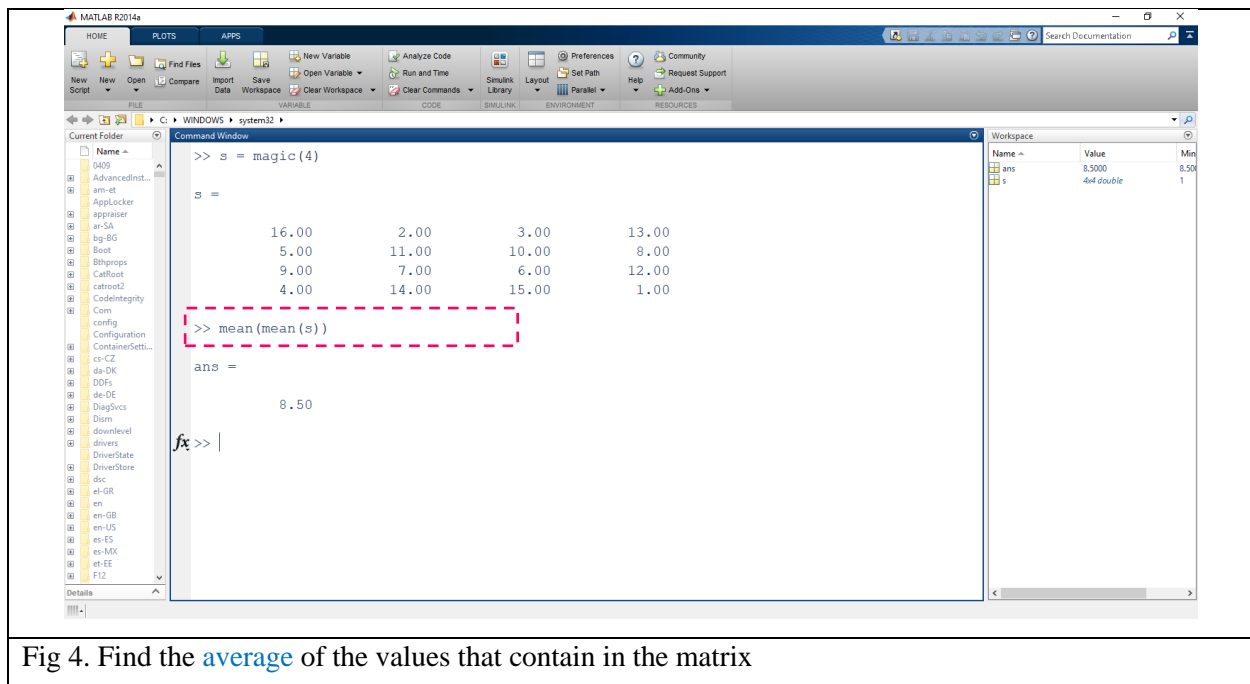 MATLAB R2014a
HOME PLOTS APPS
Search Documentation
New Script
New
Open
Find Files
Compare
Import Data
Save Workspace
New Variable
Open Variable
Clear Workspace
Analyze Code
Run and Time
Clear Commands
Simulink Library
Layout
Preferences
Set Path
Parallel
Help
Community
Request Support
Add-Ons
FILE VARIABLE CODE SIMULINK ENVIRONMENT RESOURCES
C: WINDOWS system32
Current Folder
Name
0409
AdvancedInst...
am-et
AppLocker
appraiser
ar-SA
bg-BG
Boot
Bthprops
CatRoot
catroot2
CodeIntegrity
Com
config
Configuration
ContainerSetti...
cs-CZ
da-DK
DDFs
de-DE
DiagSvcs
Dism
downlevel
drivers
DriverState
DriverStore
dsc
el-GR
en
en-GB
en-US
es-ES
es-MX
et-EE
F12
Details
Command Window
>> s = magic(4)
s =
16.00 2.00 3.00 13.00
5.00 11.00 10.00 8.00
9.00 7.00 6.00 12.00
4.00 14.00 15.00 1.00
>> mean(mean(s))
ans =
8.50
fx >>
Workspace
Name Value Min
ans 8.5000 8.50
s 4x4 double 1
Fig 4. Find the average of the values that contain in the matrix